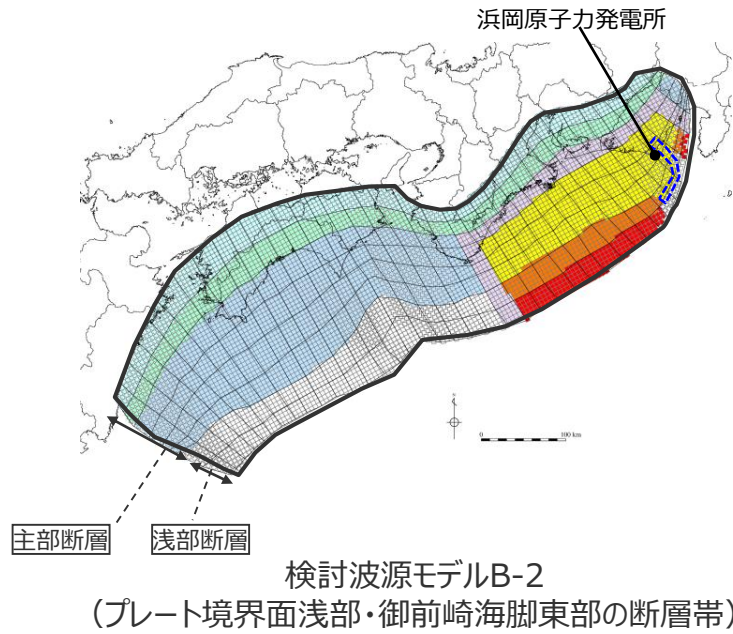 浜岡原子力発電所
0
100 km
主部断層
浅部断層
検討波源モデルB-2
（プレート境界面浅部・御前崎海脚東部の断層帯）